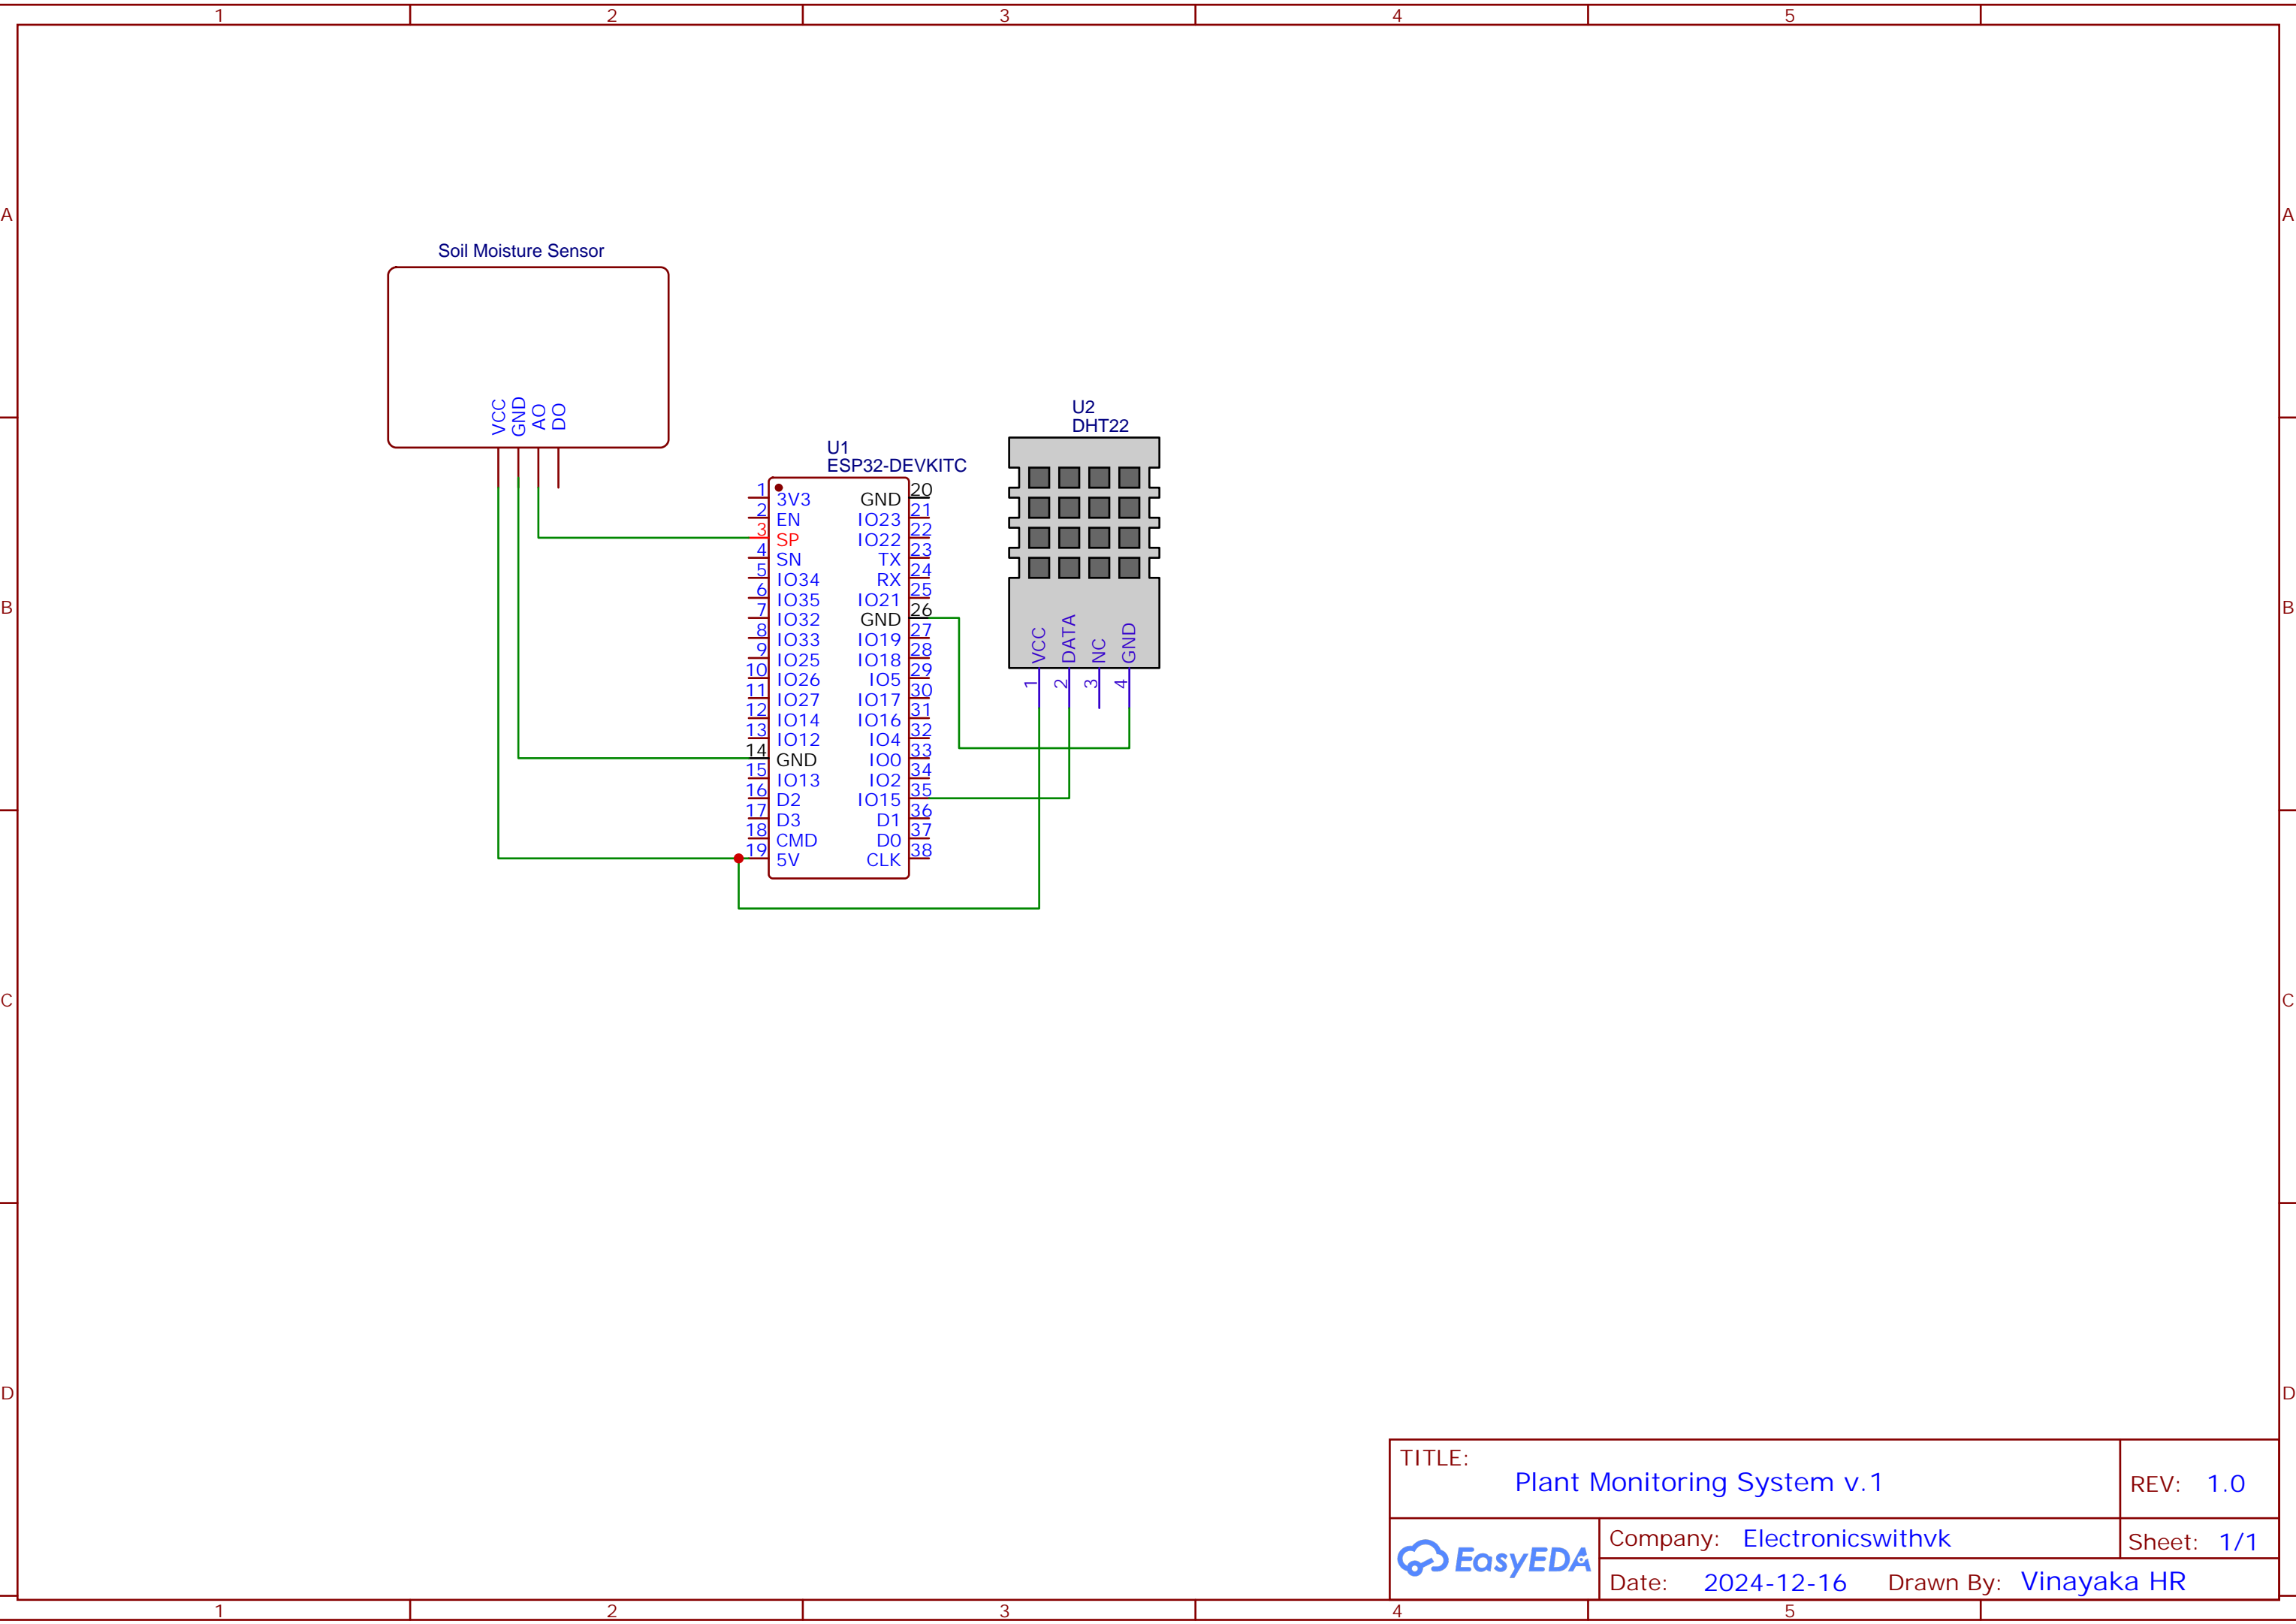 1 2 3 4 5
A A
Soil Moisture Sensor
VCC
GND
AO
DO
U1
ESP32-DEVKITC
1 3V3 GND 20
2 EN IO23 21
3 SP IO22 22
4 SN TX 23
5 IO34 RX 24
6 IO35 IO21 25
7 IO32 GND 26
8 IO33 IO19 27
9 IO25 IO18 28
10 IO26 IO5 29
11 IO27 IO17 30
12 IO14 IO16 31
13 IO12 IO4 32
14 GND IO0 33
15 IO13 IO2 34
16 D2 IO15 35
17 D3 D1 36
18 CMD D0 37
19 5V CLK 38
U2
DHT22
VCC
DATA
NC
GND
1
2
3
4
B B
C C
D D
TITLE:
Plant Monitoring System v.1
REV: 1.0
EasyEDA
Company: Electronicswithvk
Sheet: 1/1
Date: 2024-12-16 Drawn By: Vinayaka HR
1 2 3 4 5